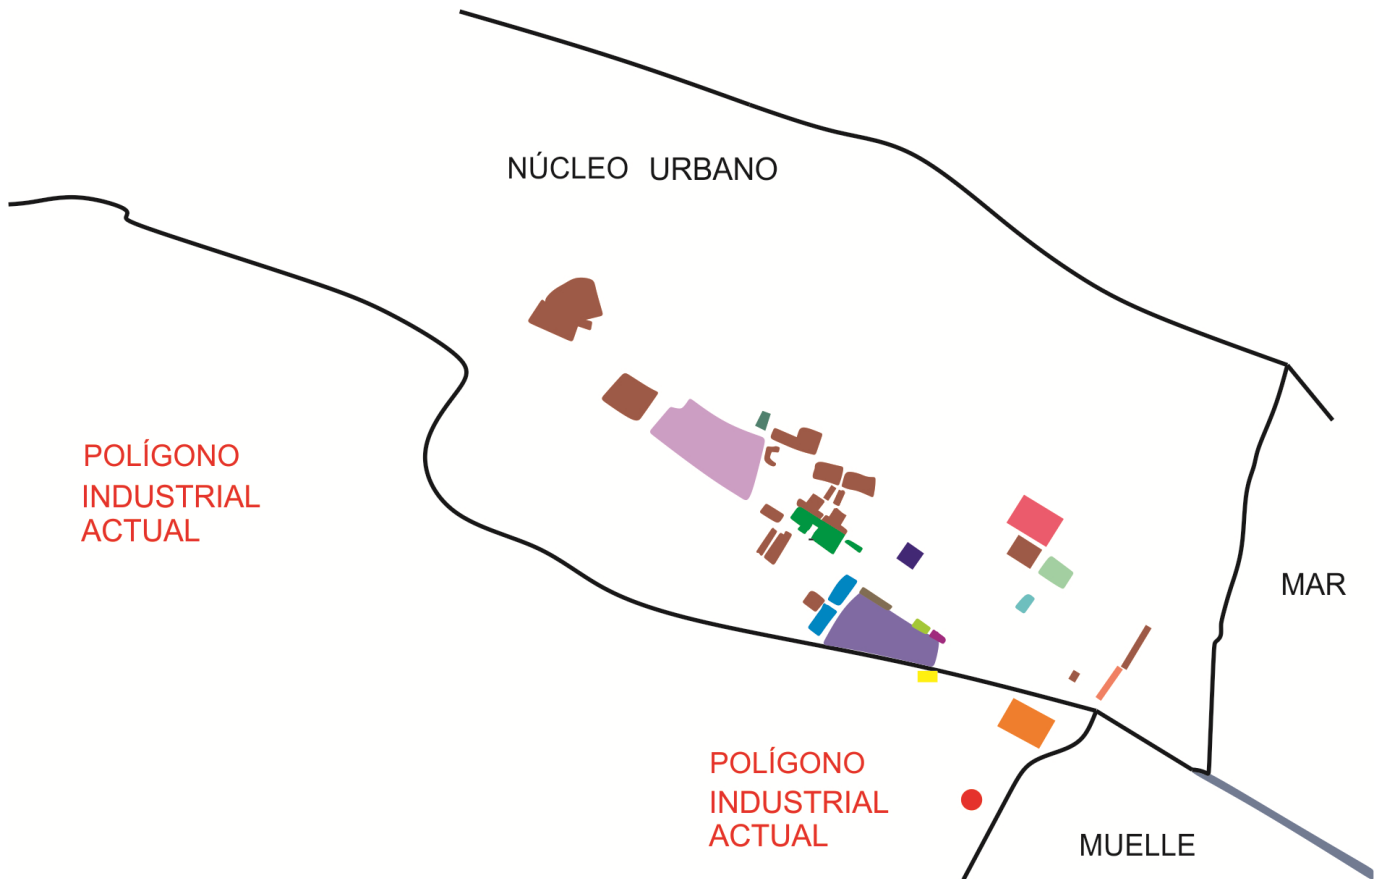 NÚCLEO URBANO
POLÍGONO
INDUSTRIAL
ACTUAL
MAR
POLÍGONO
INDUSTRIAL
ACTUAL
MUELLE